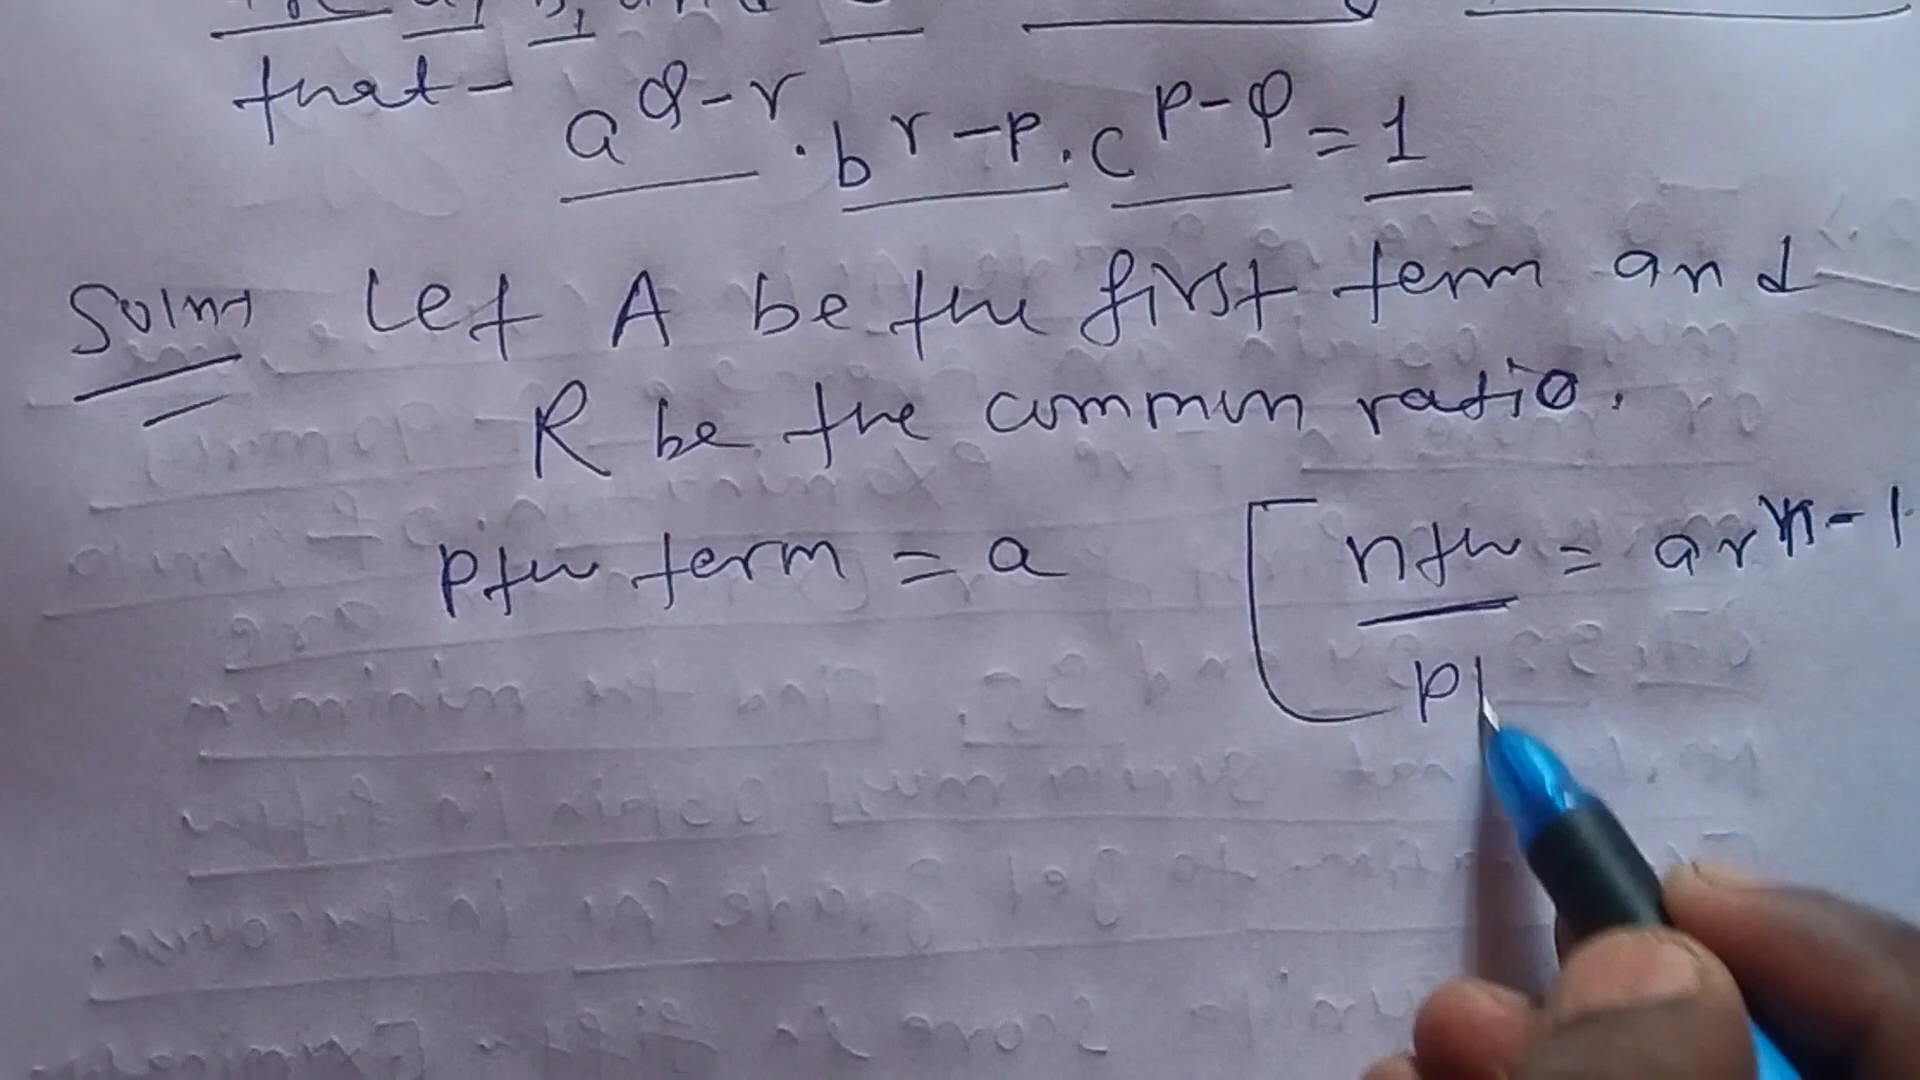 that - a^q-r . b^r-p . c^p-q = 1
Soln Let A be the first term and
R be the common ratio.
Pth term = a [ nth = ar^n-1
P